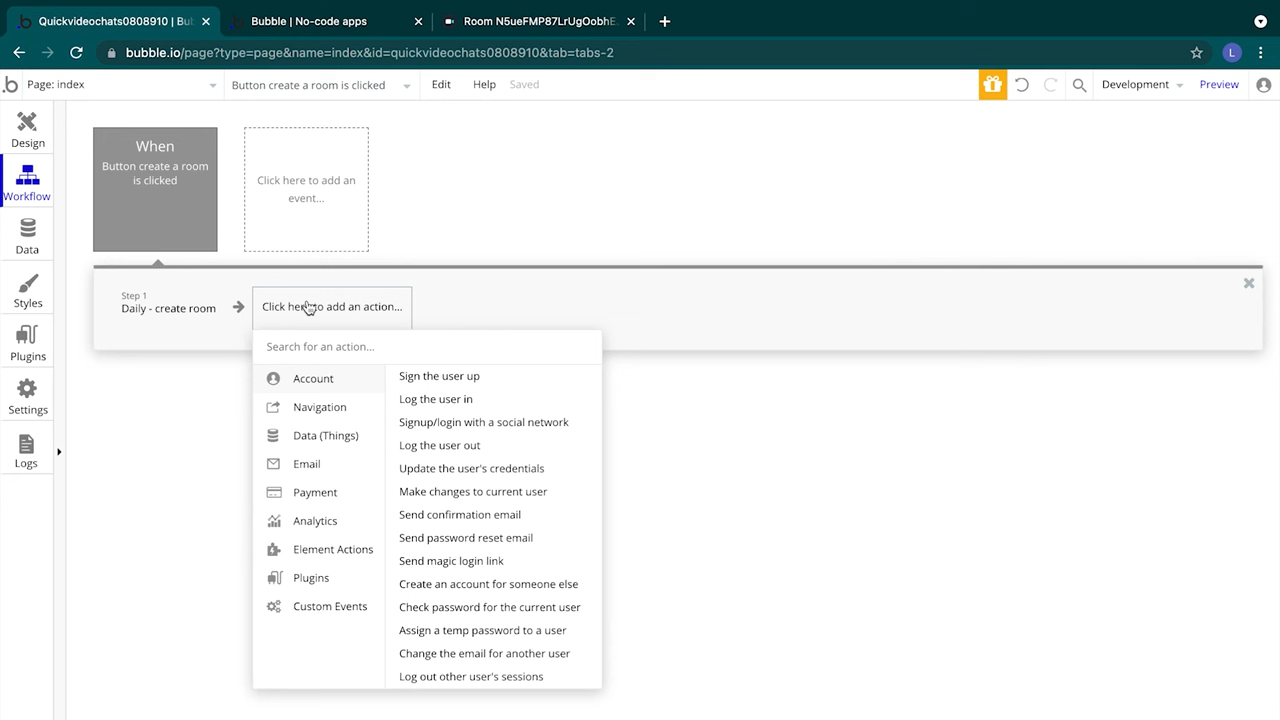 Quickvideochats0808910 | Bu
Bubble | No-code apps
Room N5ueFMP87LrUgOobhE
bubble.io/page?type=page&name=index&id=quickvideochats0808910&tab=tabs-2
L
Page: index
Button create a room is clicked
Edit
Help
Saved
Development
Preview
Design
Workflow
Data
Styles
Plugins
Settings
Logs
When
Button create a room
is clicked
Click here to add an
event...
Step 1
Daily - create room
Click here to add an action...
Search for an action...
Account
Navigation
Data (Things)
Email
Payment
Analytics
Element Actions
Plugins
Custom Events
Sign the user up
Log the user in
Signup/login with a social network
Log the user out
Update the user's credentials
Make changes to current user
Send confirmation email
Send password reset email
Send magic login link
Create an account for someone else
Check password for the current user
Assign a temp password to a user
Change the email for another user
Log out other user's sessions